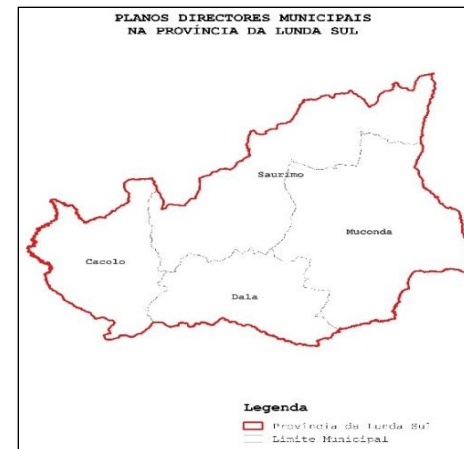 PLANOS DIRECTORES MUNICIPAIS
NA PROVÍNCIA DA LUNDA SUL
Saurimo
Muconda
Cacolo
Dala
Legenda
Província da Lunda Sul
Limite Municipal